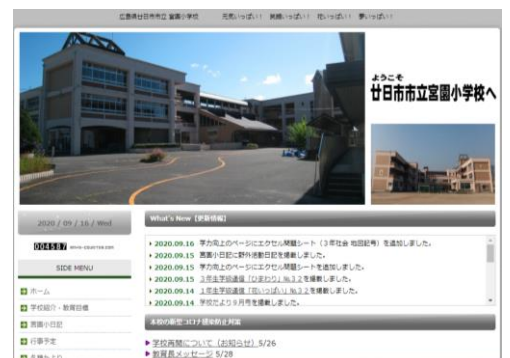 広島県廿日市市立 宮園小学校　元気いっぱい！ 笑顔いっぱい！ 花いっぱい！ 夢いっぱい！
ようこそ
廿日市市立宮園小学校へ
2020 / 09 / 16 / Wed
004587
SIDE MENU
ホーム
学校紹介・教育目標
宮園小日記
行事予定
What's New【更新情報】
2020.09.16 学力向上のページにエクセル問題シート（３年社会 地図記号）を追加しました。
2020.09.15 宮園小日記に野外活動日記を掲載しました。
2020.09.15 学力向上のページにエクセル問題シートを追加しました。
2020.09.15 ３年生学級通信「ひまわり」№３２を掲載しました。
2020.09.14 １年生学級通信「花いっぱい」№３２を掲載しました。
2020.09.14 学校だより９月号を掲載しました。
本校の新型コロナ感染防止対策
学校再開について（お知らせ）5/26
教育長メッセージ 5/28